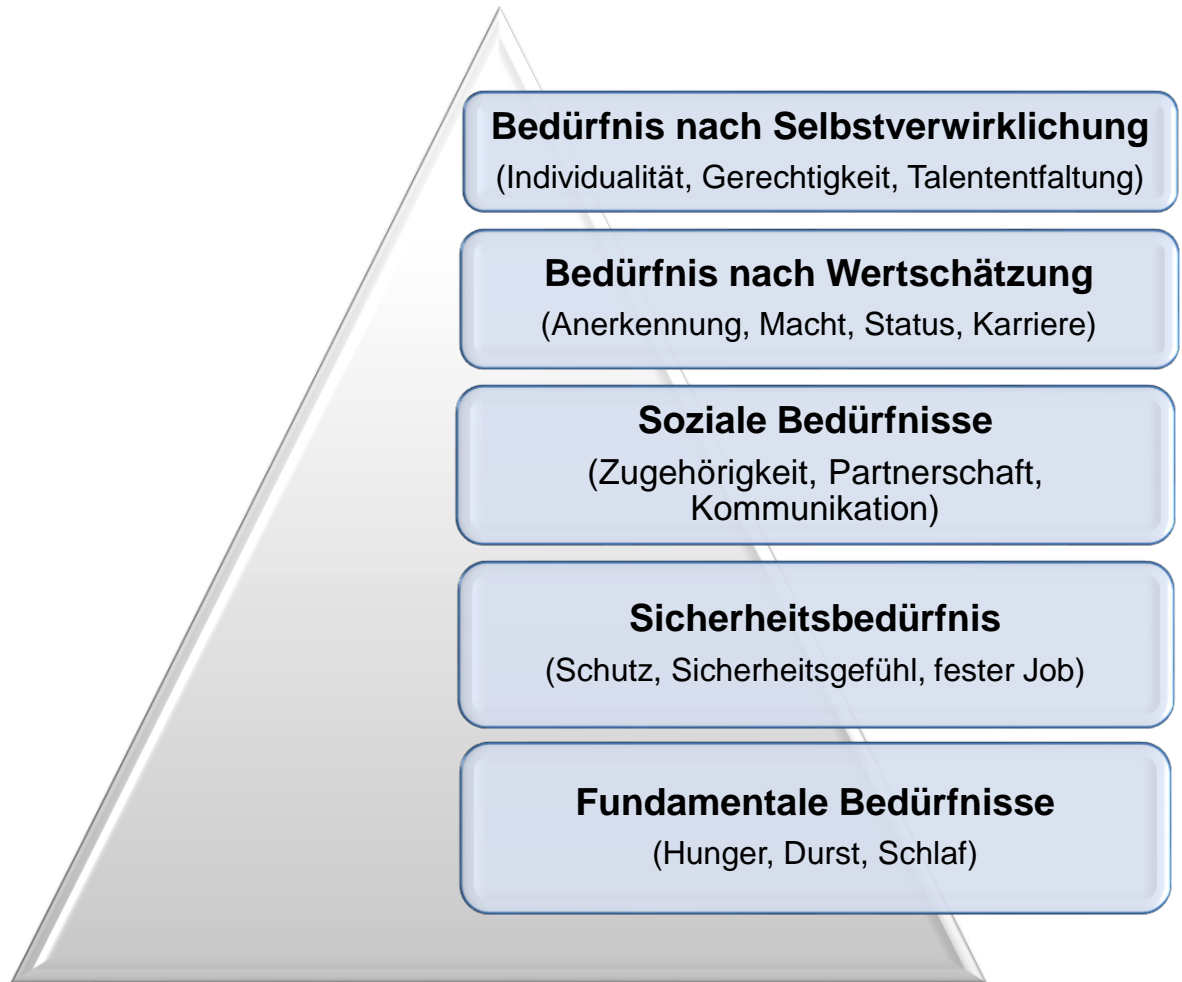 Bedürfnis nach Selbstverwirklichung
(Individualität, Gerechtigkeit, Talententfaltung)
Bedürfnis nach Wertschätzung
(Anerkennung, Macht, Status, Karriere)
Soziale Bedürfnisse
(Zugehörigkeit, Partnerschaft,
Kommunikation)
Sicherheitsbedürfnis
(Schutz, Sicherheitsgefühl, fester Job)
Fundamentale Bedürfnisse
(Hunger, Durst, Schlaf)